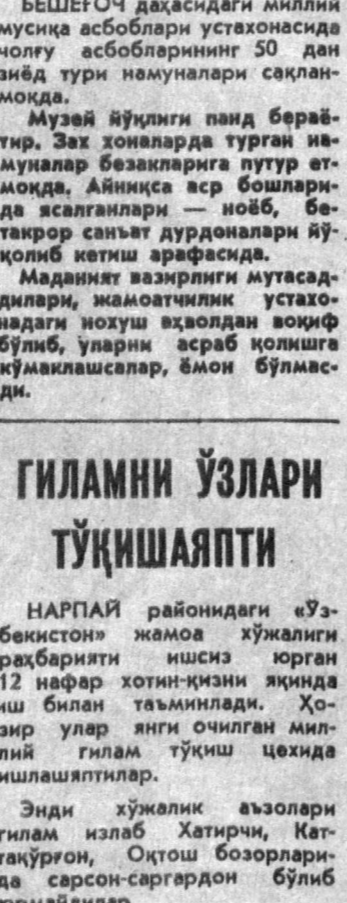 БЕШЕҒОЧ даҳасидаги миллий
мусиқа асбоблари устахонасида
чолғу асбобларининг 50 дан
зиёд тури намуналари сақлан-
моқда.
Музей йўқлиги панд бераё-
тир. Зах хоналарда турган на-
муналар безакларига путур ет-
моқда. Айниқса аср бошлари-
да ясалганлари — ноёб, бе-
такрор санъат дурдоналари йў-
қолиб кетиш арафасида.
Маданият вазирлиги мутасад-
дилари, жамоатчилик устахо-
надаги нохуш аҳволдан воқиф
бўлиб, уларни асраб қолишга
кўмаклашсалар, ёмон бўлмас-
ди.
ГИЛАМНИ ЎЗЛАРИ
ТЎҚИШАЯПТИ
НАРПАЙ районидаги «Ўз-
бекистон» жамоа хўжалиги
раҳбарияти ишсиз юрган
12 нафар хотин-қизни яқинда
иш билан таъминлади. Ҳо-
зир улар янги очилган мил-
лий гилам тўқиш цехида
ишлашяптилар.
Энди хўжалик аъзолари
гилам излаб Хатирчи, Кат-
тақўрғон, Оқтош бозорлари-
да сарсон-саргардон бўлиб